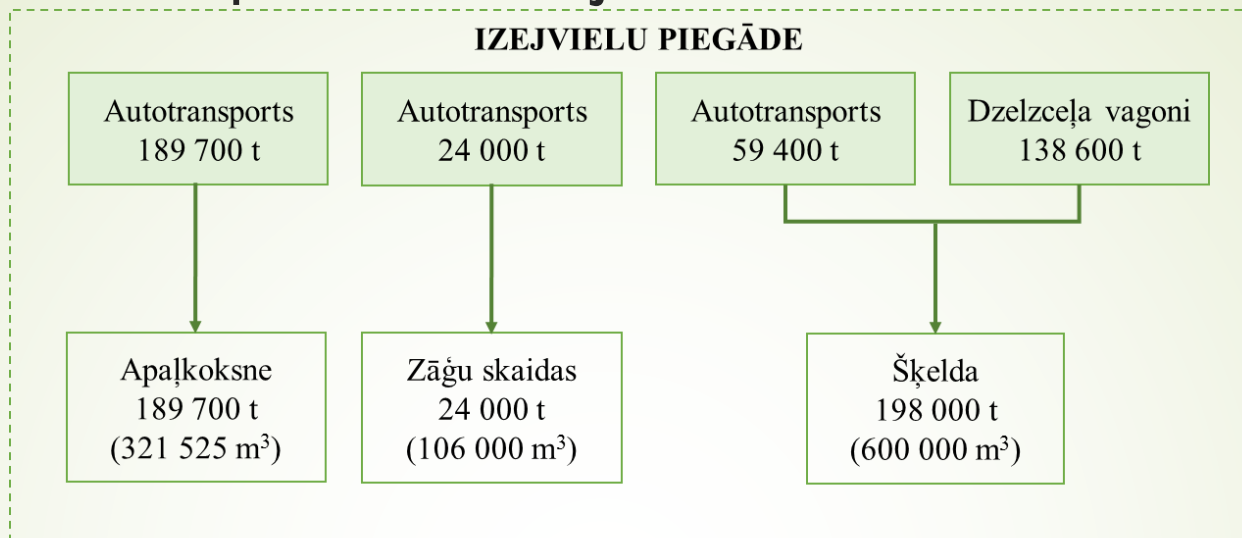 IZEJVIELU PIEGĀDE
Autotransports
189 700 t
Autotransports
24 000 t
Autotransports
59 400 t
Dzelzceļa vagoni
138 600 t
Apaļkoksne
189 700 t
(321 525 m³)
Zāģu skaidas
24 000 t
(106 000 m³)
Šķelda
198 000 t
(600 000 m³)